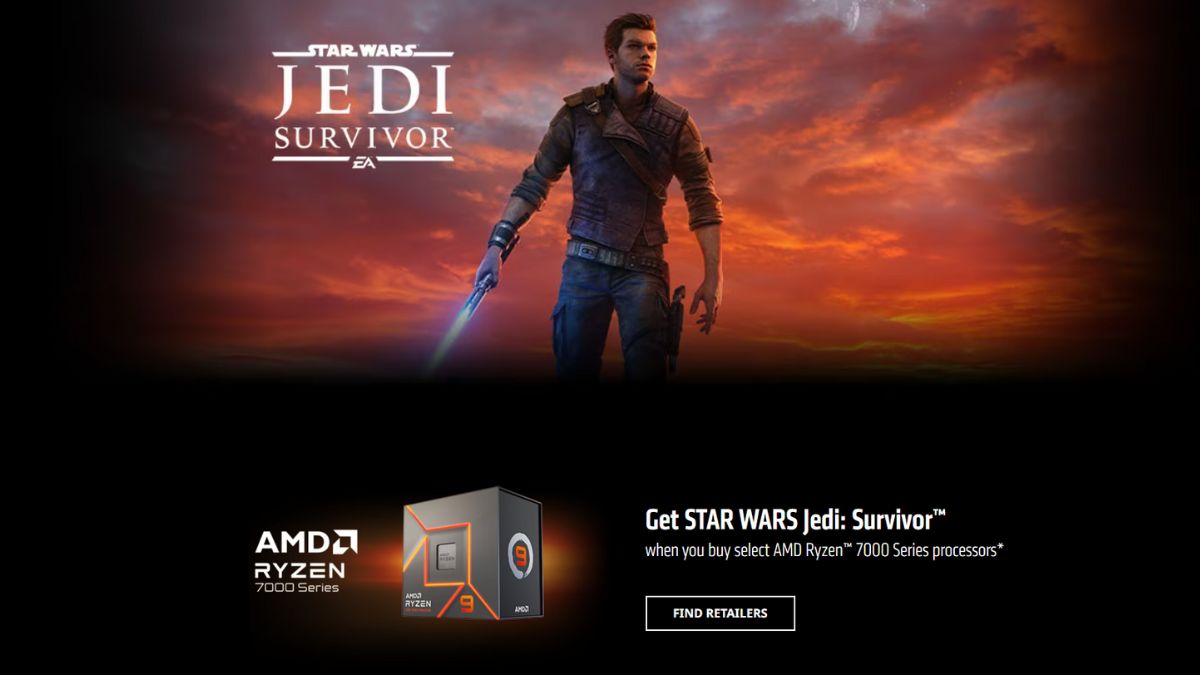 STAR WARS
JEDI
SURVIVOR™
EA
AMD
RYZEN
7000 Series
AMD
RYZEN
9
9
AMD
Get STAR WARS Jedi: Survivor™
when you buy select AMD Ryzen™ 7000 Series processors*
FIND RETAILERS